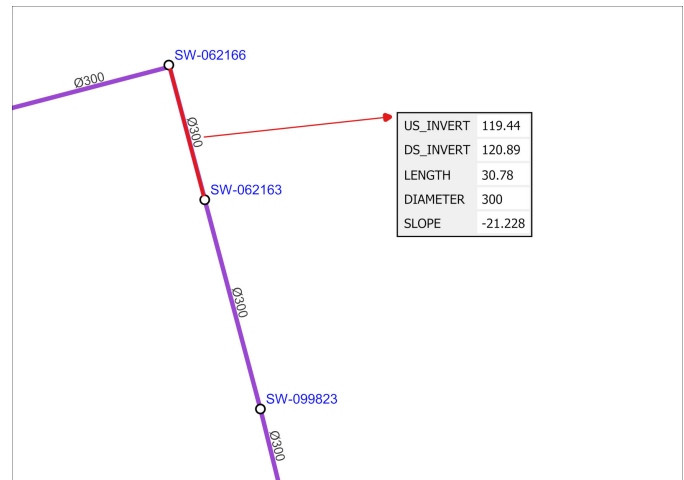 SW-062166
Ø300
Ø300
US_INVERT 119.44
DS_INVERT 120.89
LENGTH 30.78
DIAMETER 300
SLOPE -21.228
SW-062163
Ø300
SW-099823
Ø300